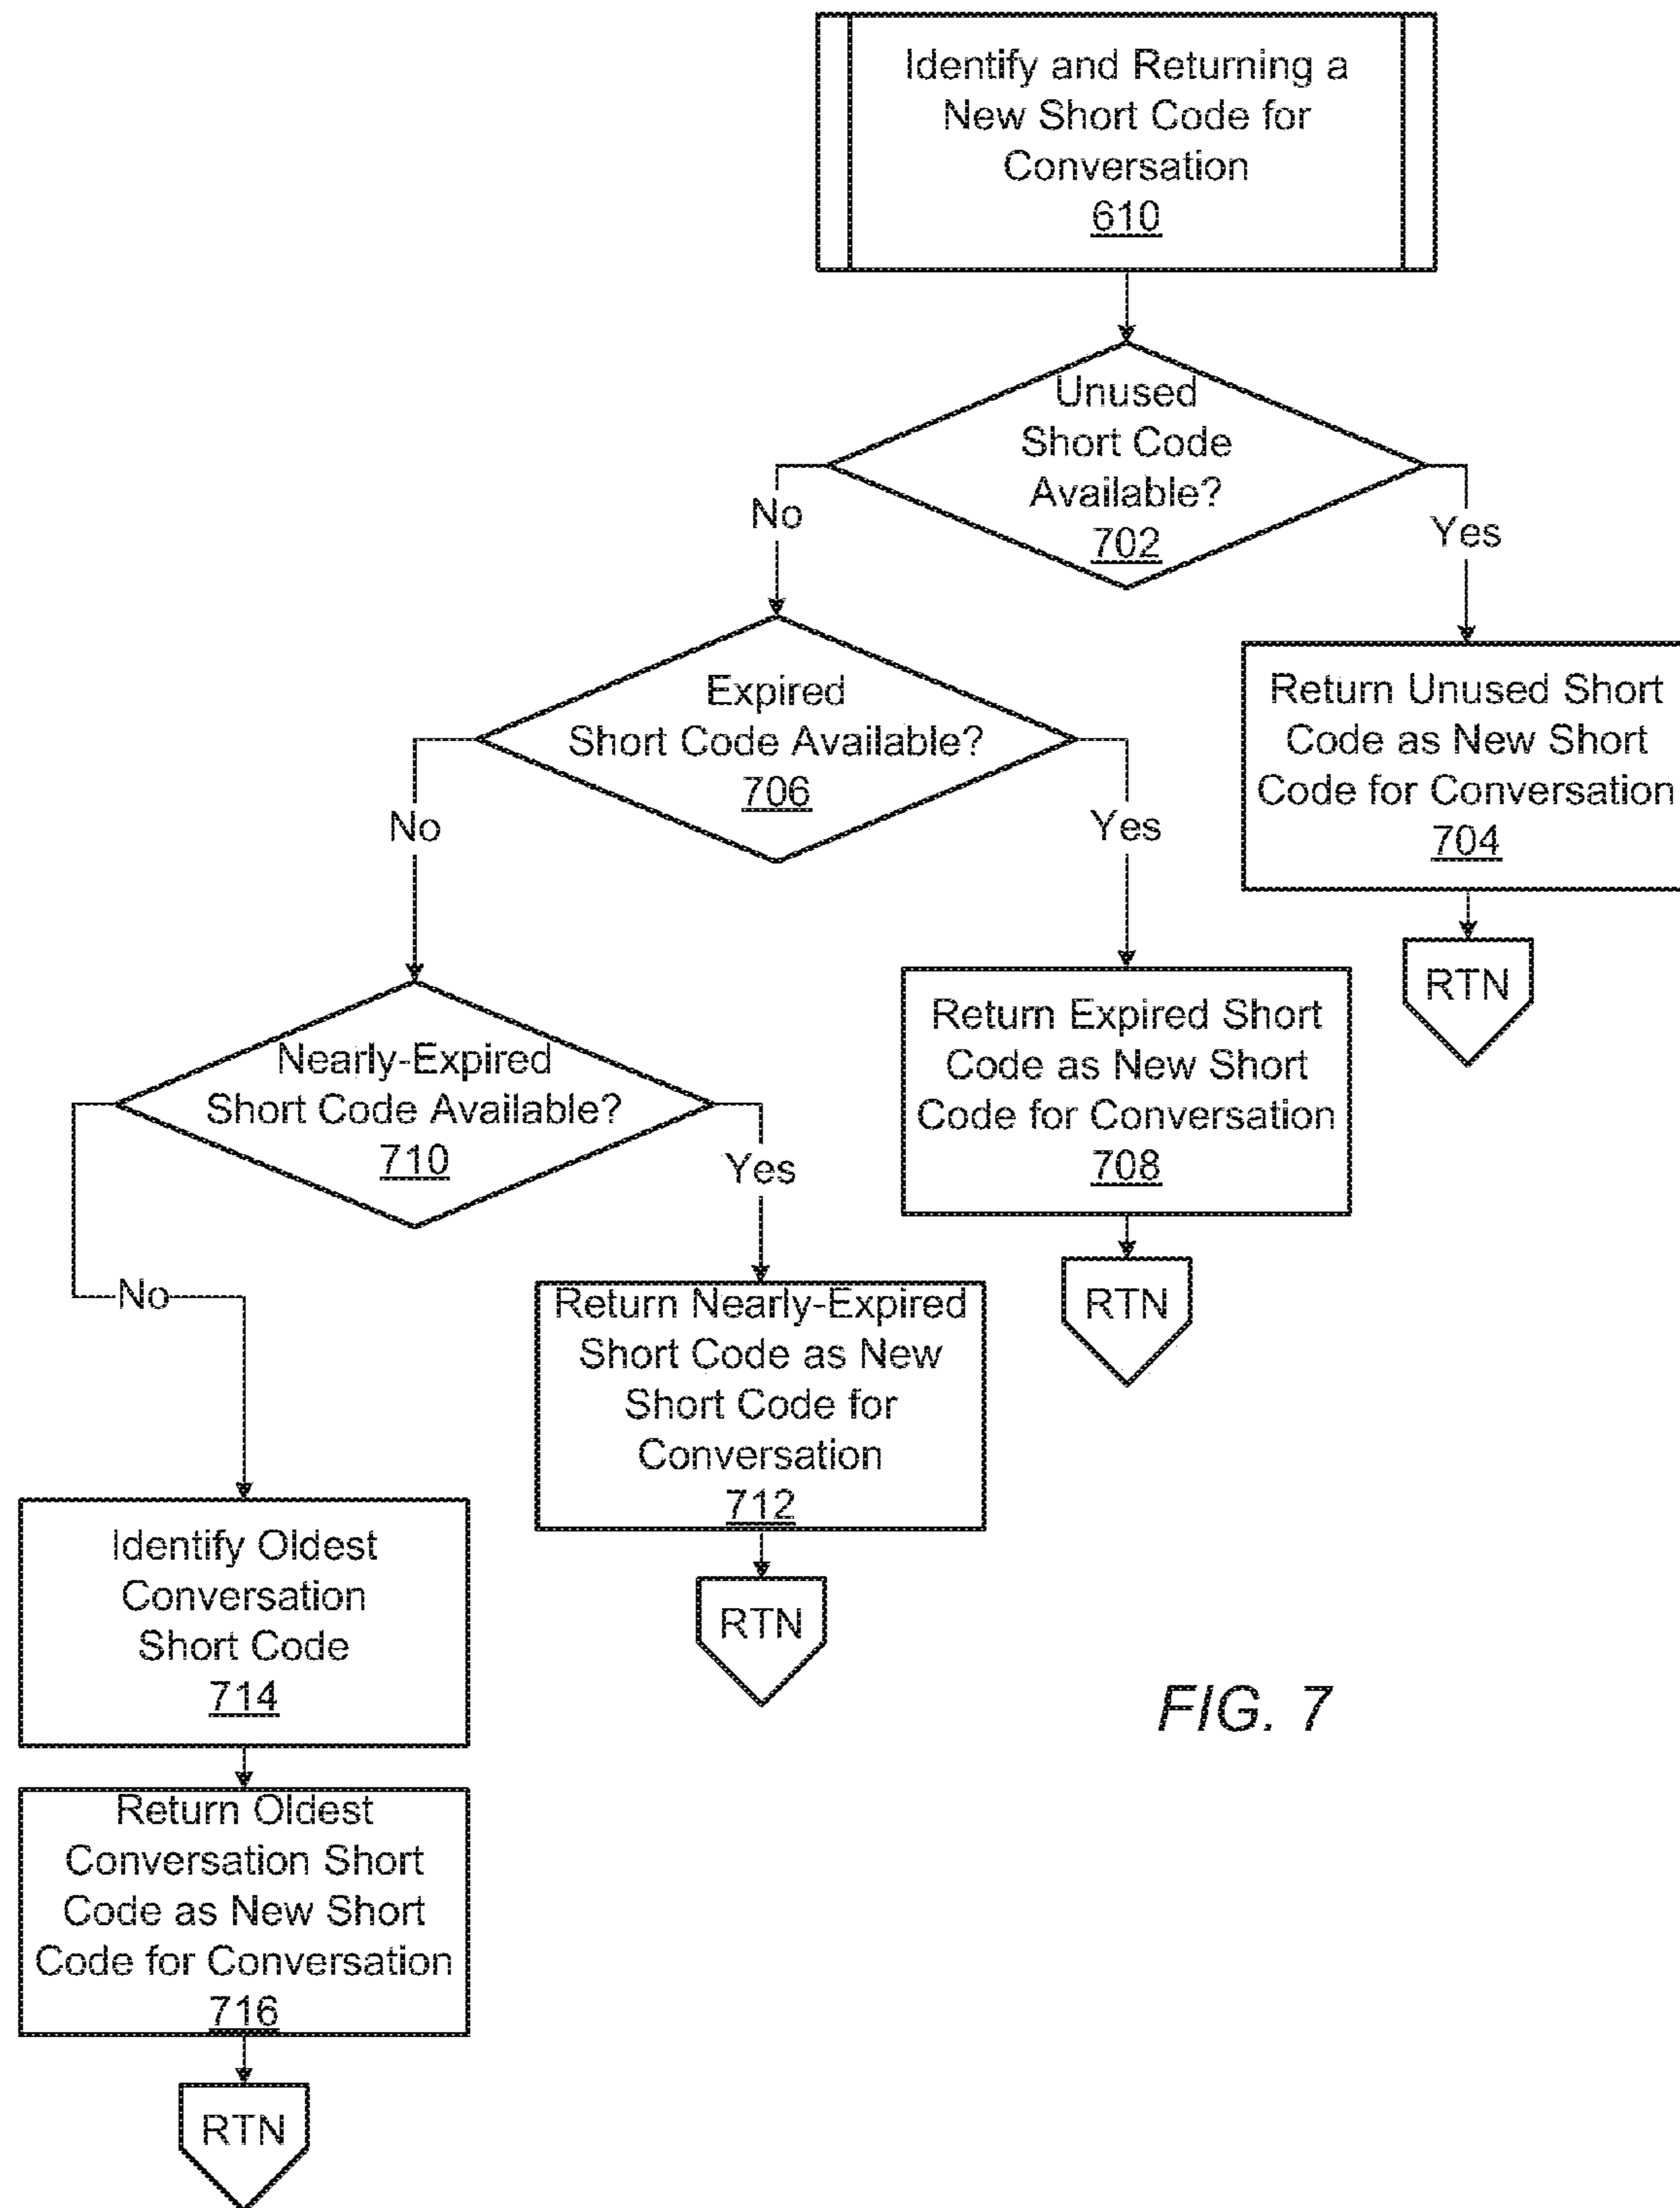 Identify and Returning a
New Short Code for
Conversation
610
Unused
Short Code
Available?
702
No
Yes
Expired
Short Code Available?
706
No
Yes
Return Unused Short
Code as New Short
Code for Conversation
704
RTN
Nearly-Expired
Short Code Available?
710
No
Yes
Return Expired Short
Code as New Short
Code for Conversation
708
RTN
Return Nearly-Expired
Short Code as New
Short Code for
Conversation
712
RTN
Identify Oldest
Conversation
Short Code
714
Return Oldest
Conversation Short
Code as New Short
Code for Conversation
716
RTN
FIG. 7